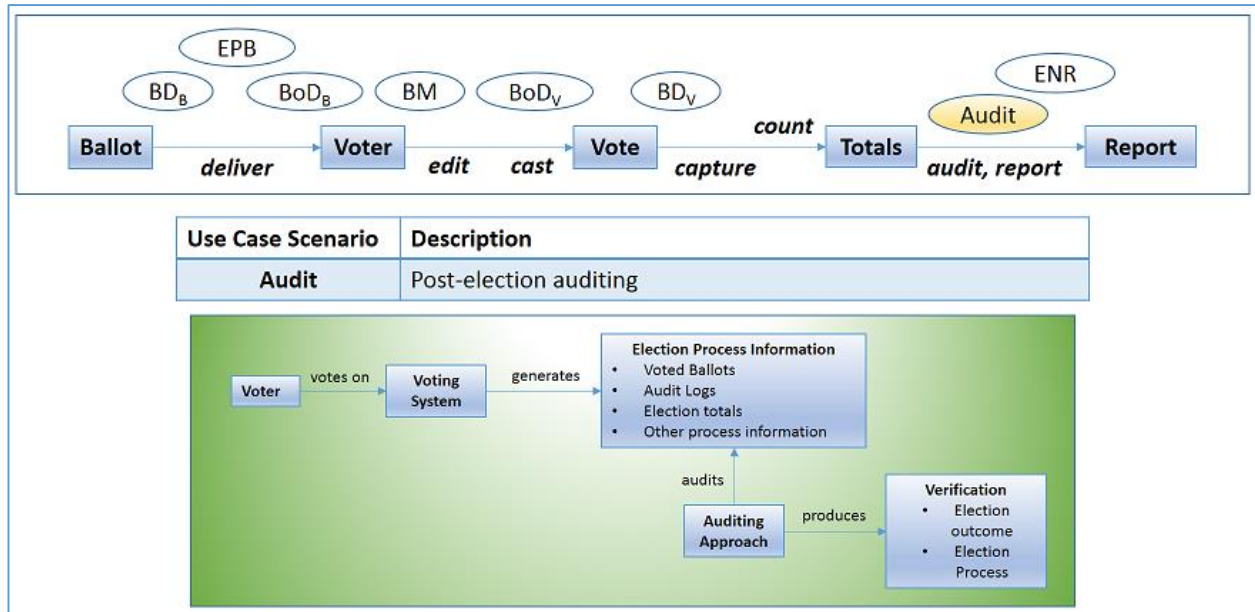 EPB
BD_B
BoD_B
BM
BoD_V
BD_V
ENR
Audit
count
Ballot
Voter
Vote
Totals
Report
deliver
edit
cast
capture
audit, report
Use Case Scenario
Description
Audit
Post-election auditing
Voter
votes on
Voting
System
generates
Election Process Information
• Voted Ballots
• Audit Logs
• Election totals
• Other process information
audits
Auditing
Approach
produces
Verification
• Election
outcome
• Election
Process